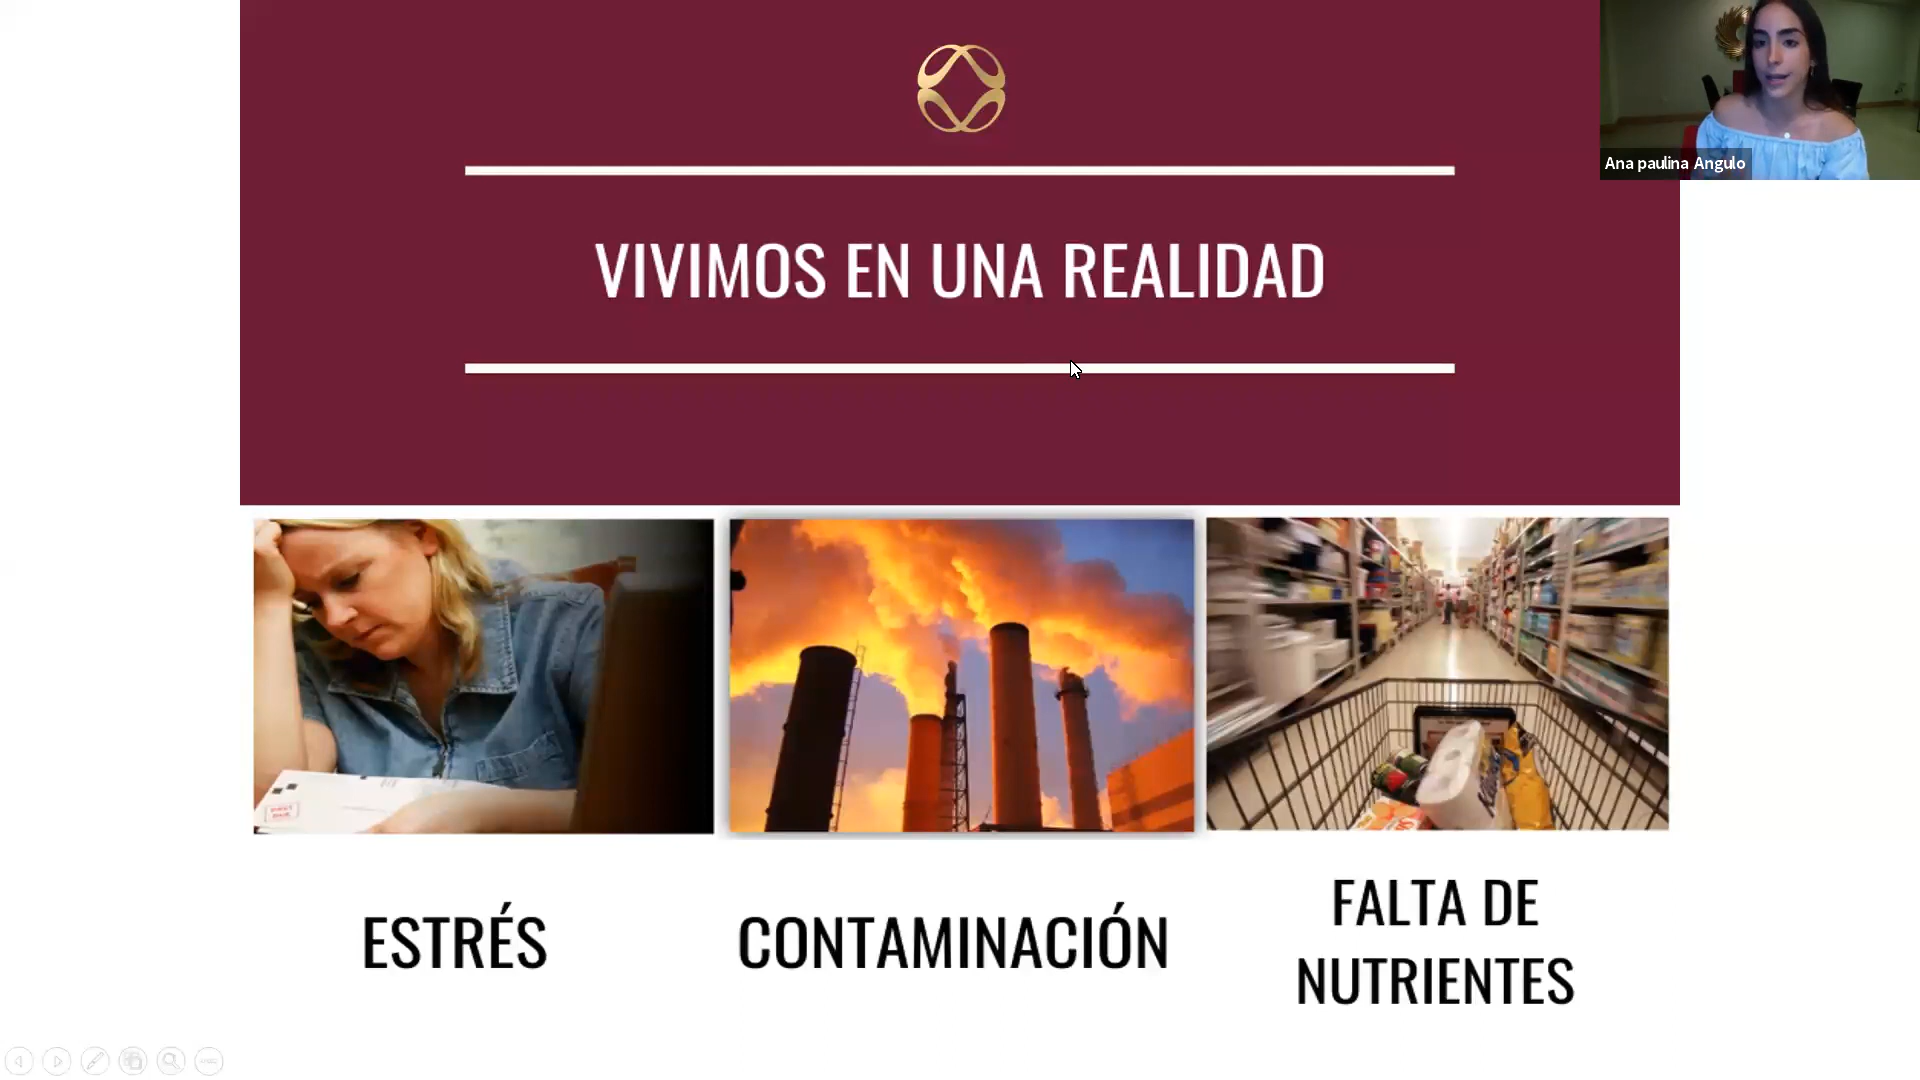 Ana paulina Angulo
VIVIMOS EN UNA REALIDAD
ESTRÉS
CONTAMINACIÓN
FALTA DE
NUTRIENTES